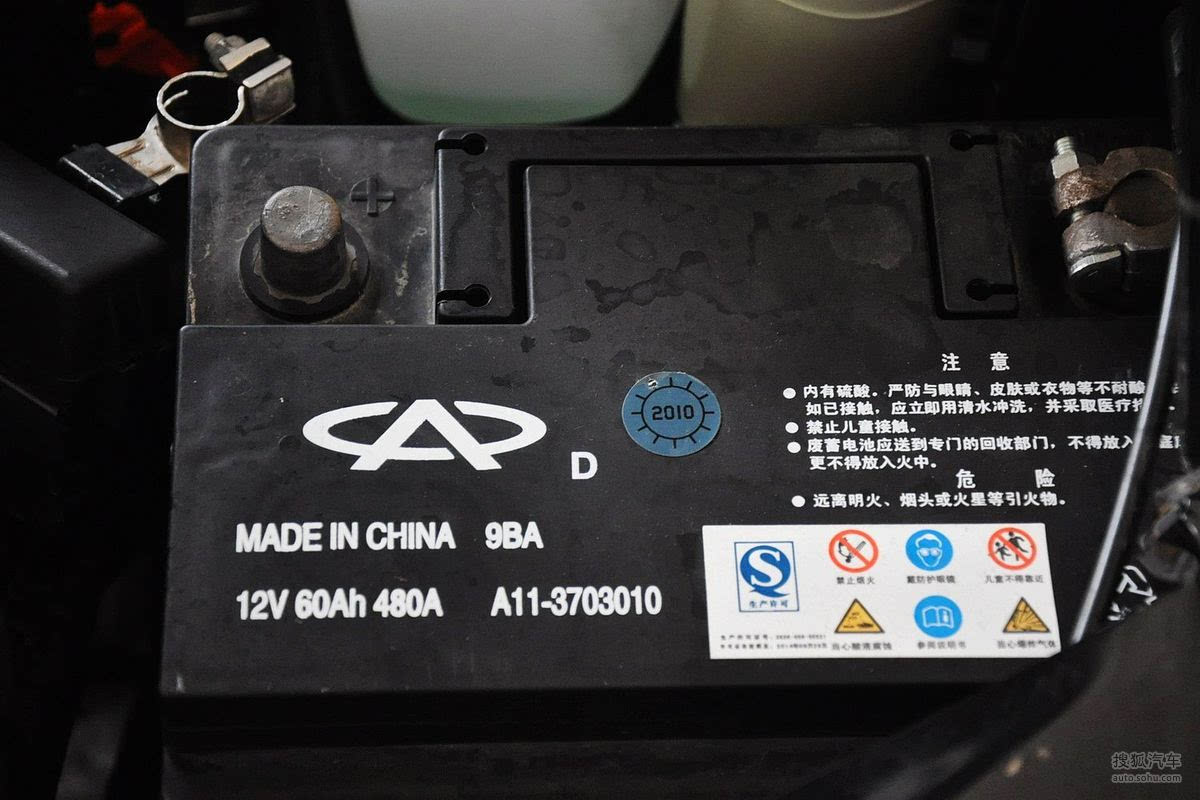 +
2010
D
MADE IN CHINA 9BA
12V 60Ah 480A A11-3703010
注 意
● 内有硫酸。严防与眼睛、皮肤或衣物等不耐酸
如已接触，应立即用清水冲洗，并采取医疗
● 禁止儿童接触。
● 废蓄电池应送到专门的回收部门，不得放入
更不得放入火中。
危 险
● 远离明火、烟头或火星等引火物。
S
生产许可
禁止烟火
戴防护眼镜
儿童不得靠近
当心酸液腐蚀
参阅说明书
当心爆炸气体
生产许可证号：
搜狐汽车
auto.sohu.com